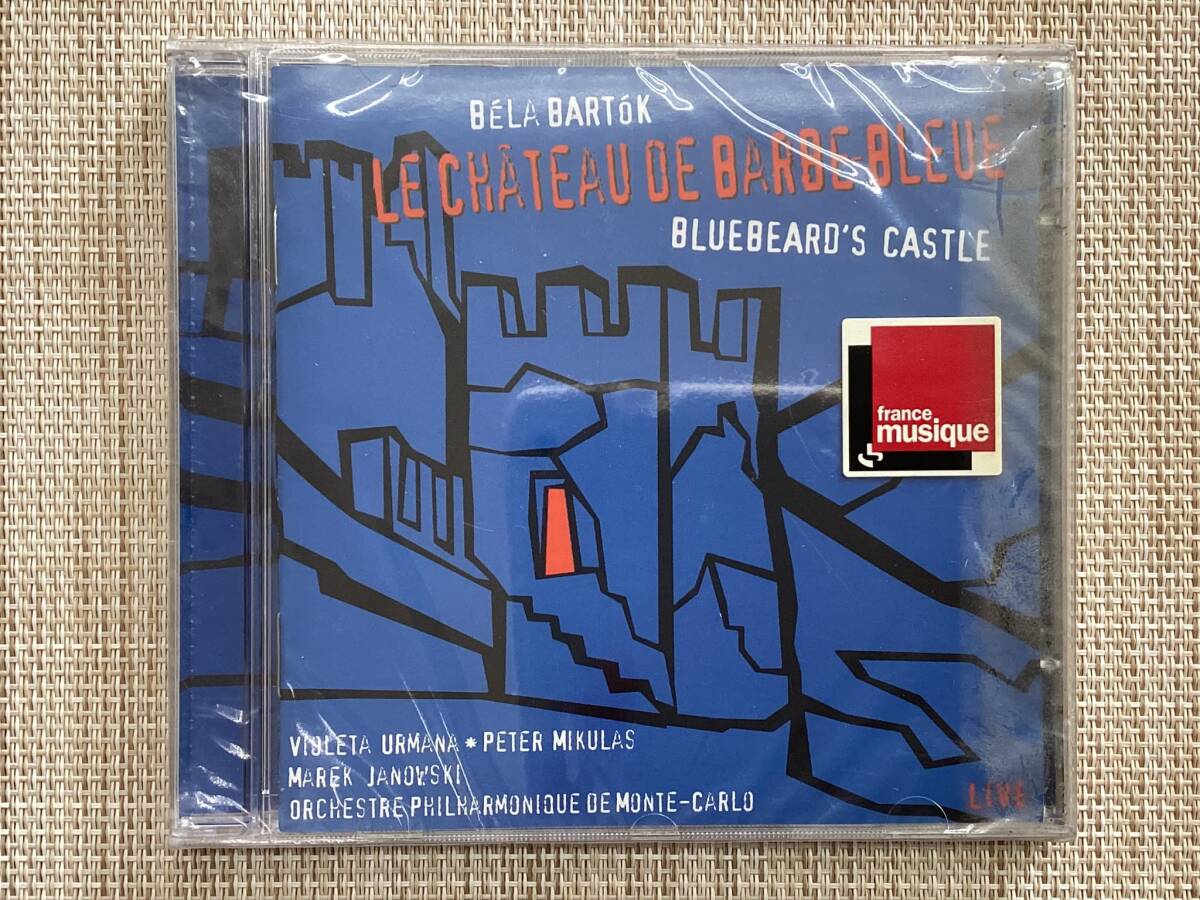 BÉLA BARTÓK
LE CHÂTEAU DE BARBE-BLEUE
BLUEBEARD'S CASTLE
france
musique
VIOLETA URMANA * PETER MIKULAS
MAREK JANOWSKI
ORCHESTRE PHILHARMONIQUE DE MONTE-CARLO
LIVE